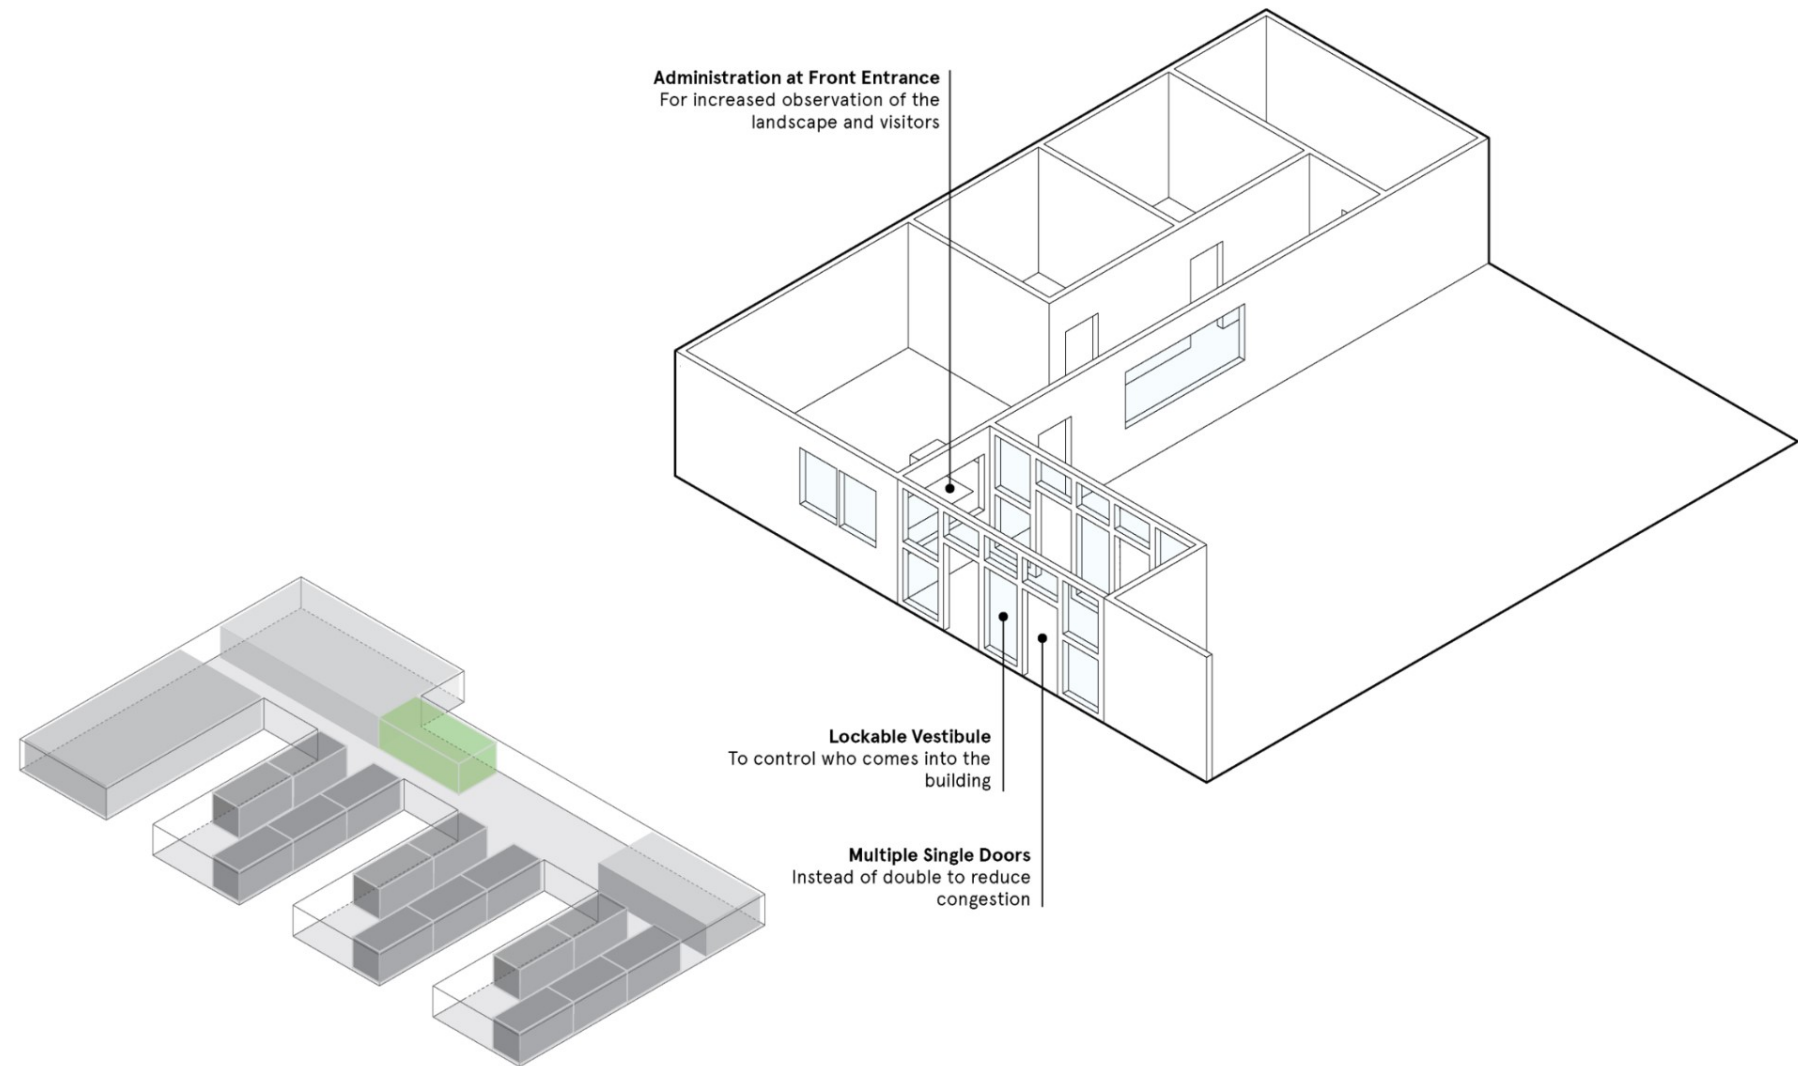 Administration at Front Entrance
For increased observation of the
landscape and visitors
Lockable Vestibule
To control who comes into the
building
Multiple Single Doors
Instead of double to reduce
congestion